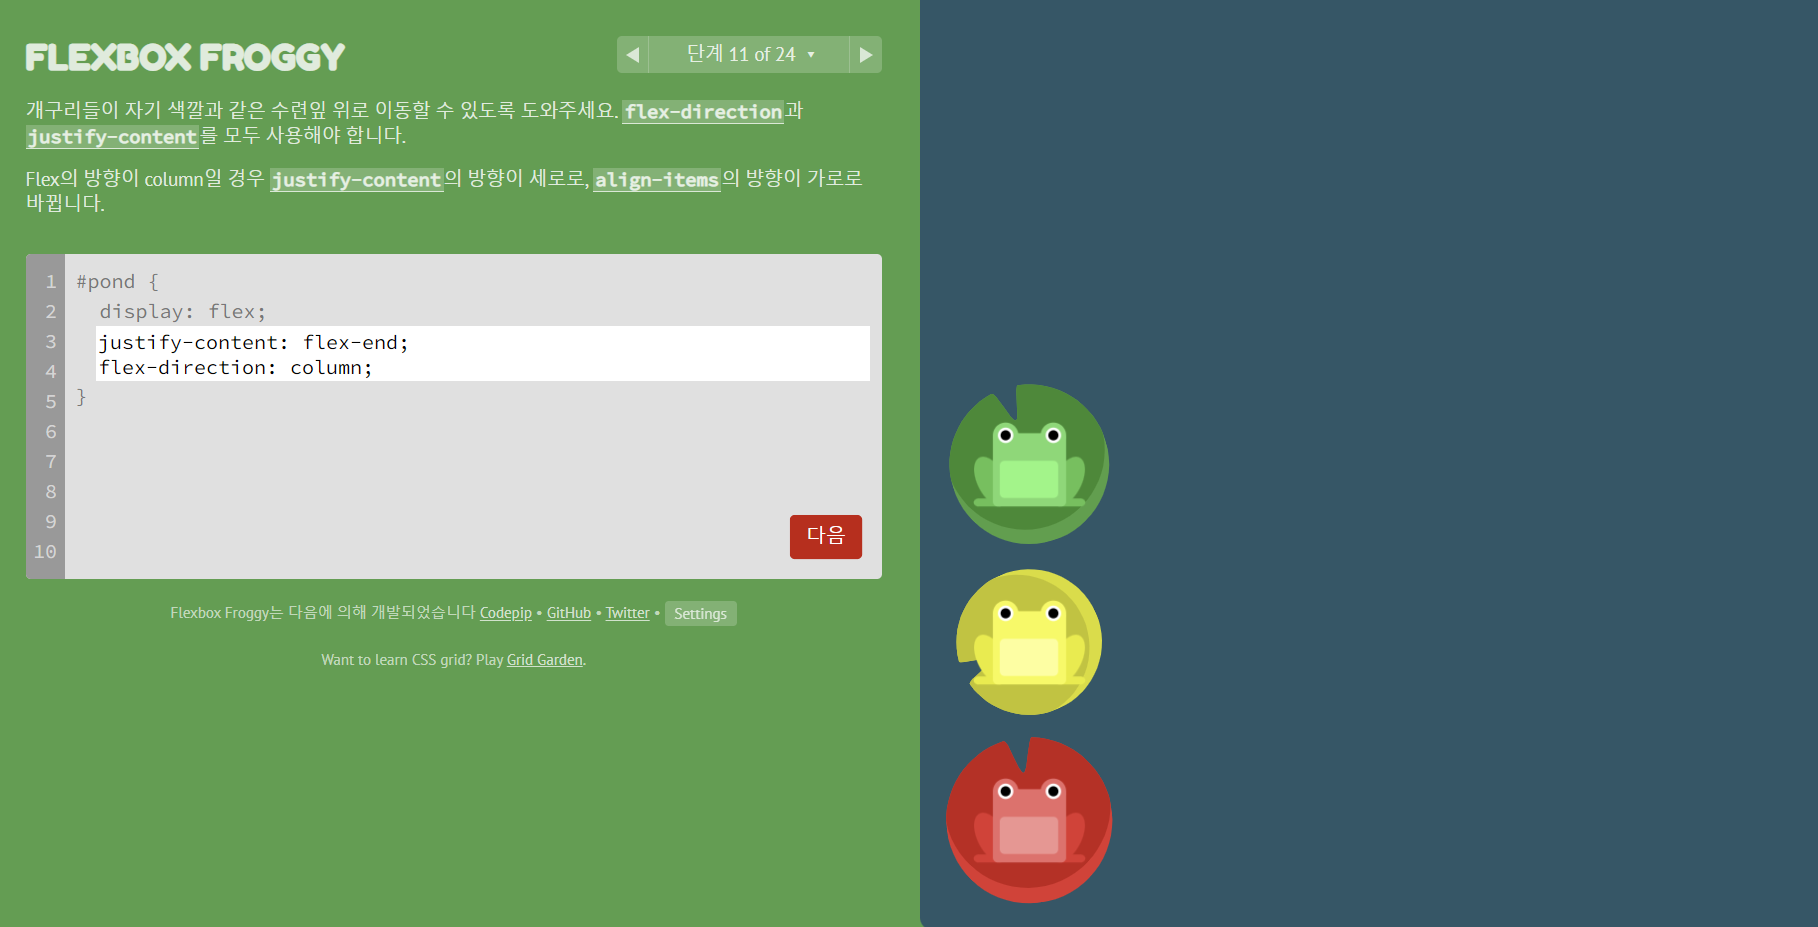 FLEXBOX FROGGY
단계 11 of 24 ▼
개구리들이 자기 색깔과 같은 수련잎 위로 이동할 수 있도록 도와주세요. flex-direction과
justify-content를 모두 사용해야 합니다.
Flex의 방향이 column일 경우 justify-content의 방향이 세로로, align-items의 뱡향이 가로로
바뀝니다.
1 #pond {
2 display: flex;
3 justify-content: flex-end;
4 flex-direction: column;
5 }
6
7
8
9
10
다음
Flexbox Froggy는 다음에 의해 개발되었습니다 Codepip • GitHub • Twitter • Settings
Want to learn CSS grid? Play Grid Garden.